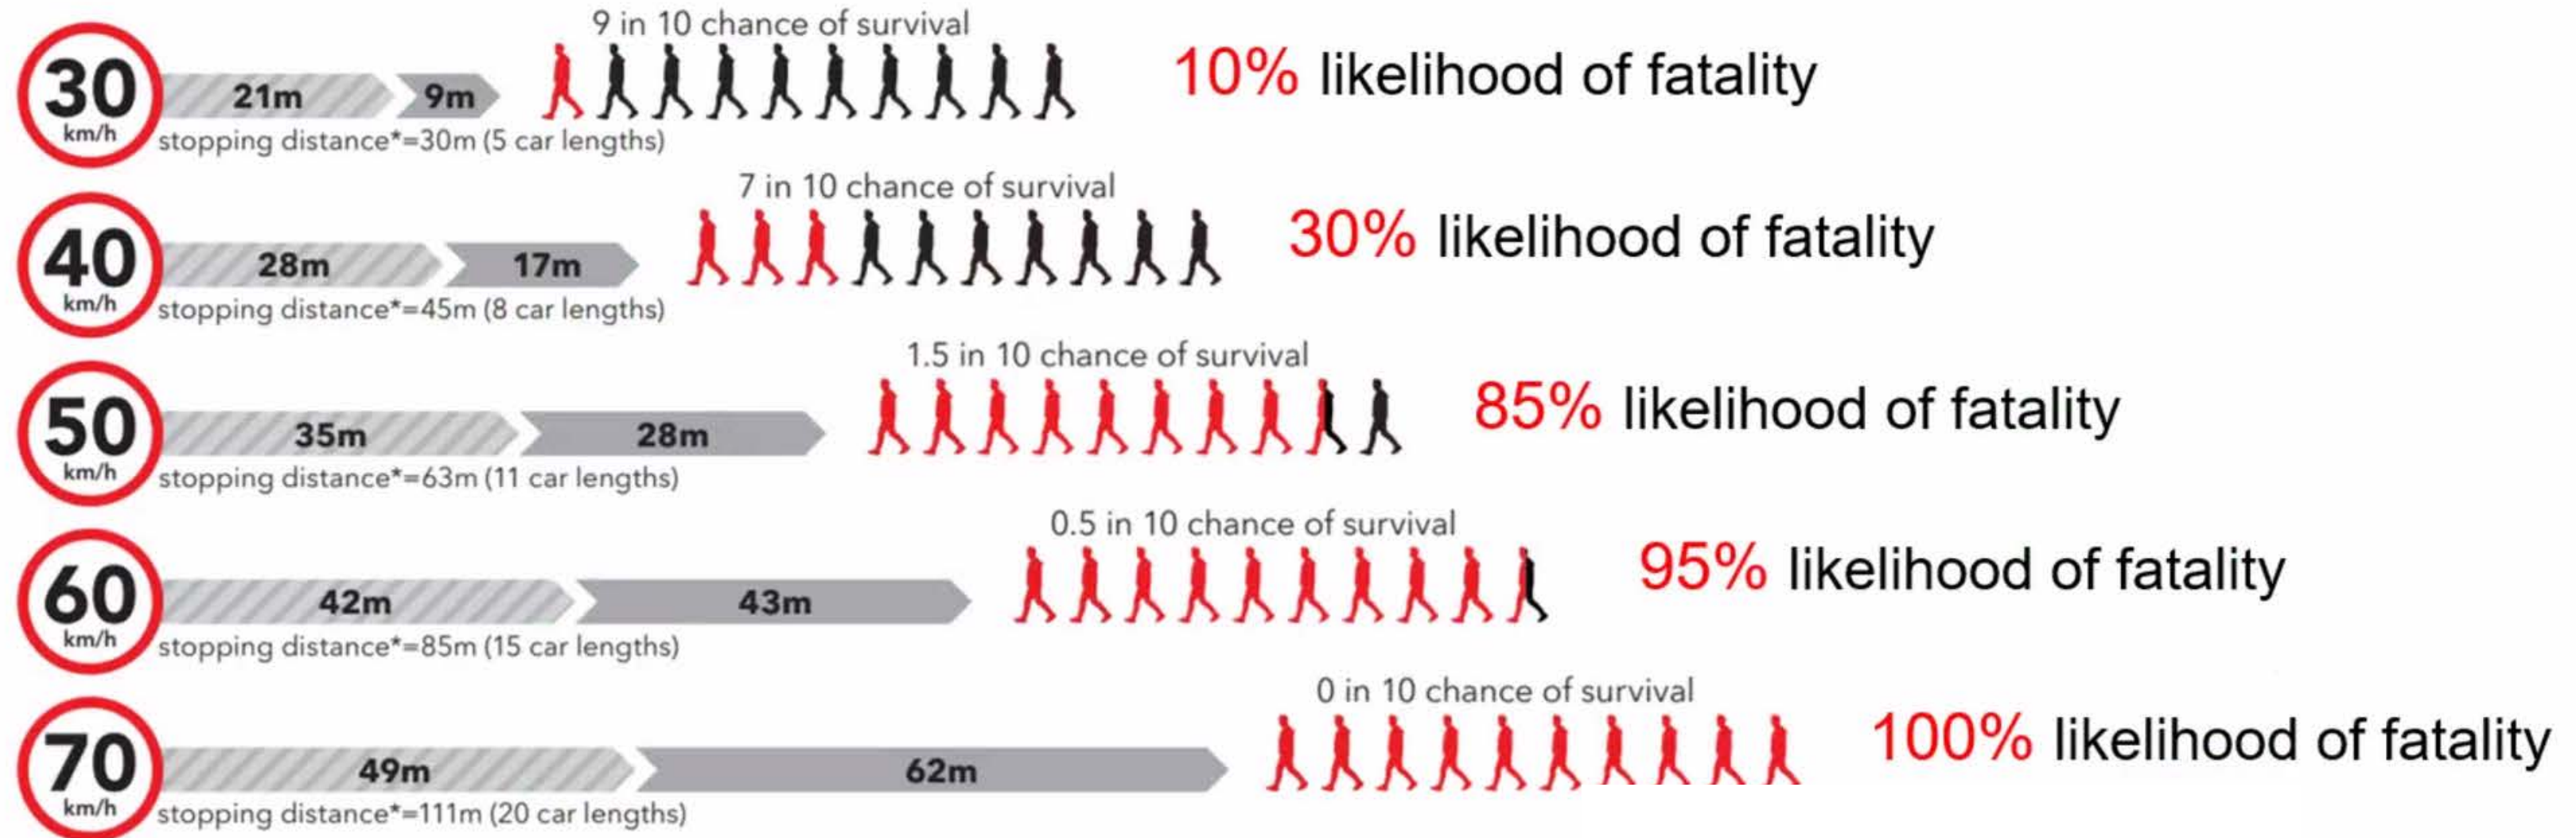 9 in 10 chance of survival
30 km/h
21m
9m
10% likelihood of fatality
stopping distance*=30m (5 car lengths)
7 in 10 chance of survival
40 km/h
28m
17m
30% likelihood of fatality
stopping distance*=45m (8 car lengths)
1.5 in 10 chance of survival
50 km/h
35m
28m
85% likelihood of fatality
stopping distance*=63m (11 car lengths)
0.5 in 10 chance of survival
60 km/h
42m
43m
95% likelihood of fatality
stopping distance*=85m (15 car lengths)
0 in 10 chance of survival
70 km/h
49m
62m
100% likelihood of fatality
stopping distance*=111m (20 car lengths)